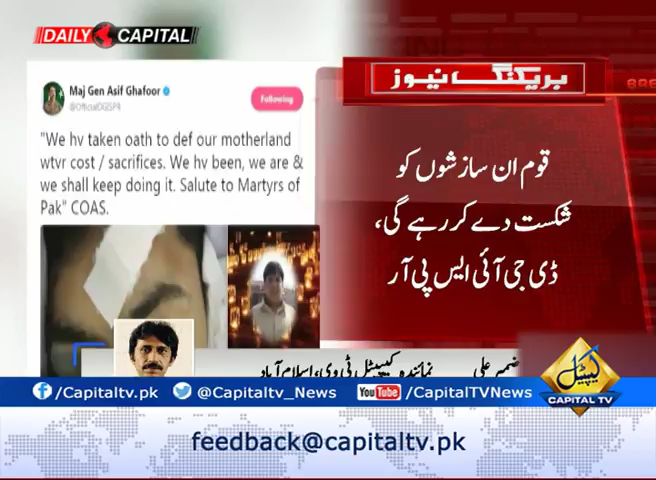 DAILY CAPITAL
بریکنگ نیوز
Maj Gen Asif Ghafoor
@OfficialDGISPR
Following
"We hv taken oath to def our motherland
wtvr cost / sacrifices. We hv been, we are &
we shall keep doing it. Salute to Martyrs of
Pak" COAS.
قوم ان سازشوں کو
شکست دے کر رہے گی،
ڈی جی آئی ایس پی آر
ضمیر علی نمائندہ کیپیٹل ٹی وی، اسلام آباد
/Capitaltv.pk @Capitaltv_News YouTube /CapitalTVNews
کیپیٹل
CAPITAL TV
feedback@capitaltv.pk